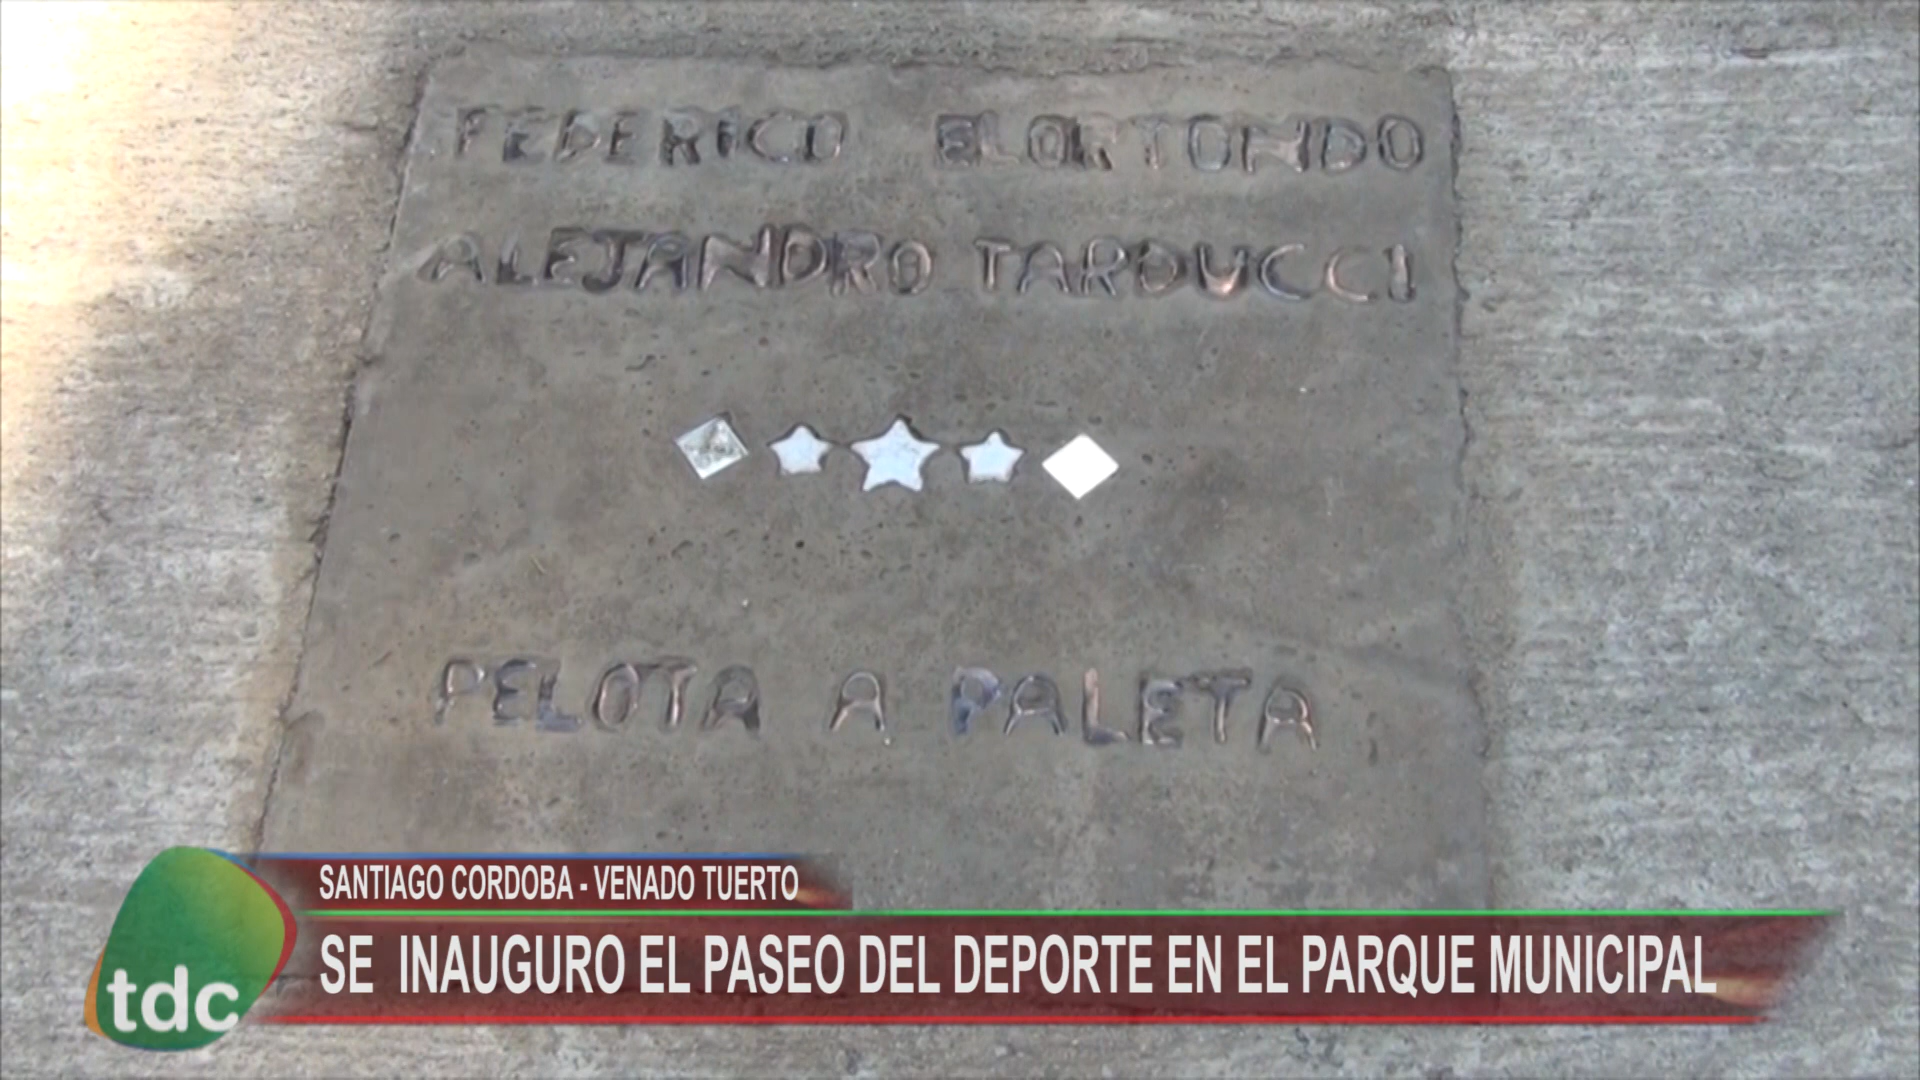 FEDERICO ELORTONDO
ALEJANDRO TARDUCCI
PELOTA A PALETA
SANTIAGO CORDOBA - VENADO TUERTO
SE INAUGURO EL PASEO DEL DEPORTE EN EL PARQUE MUNICIPAL
tdc